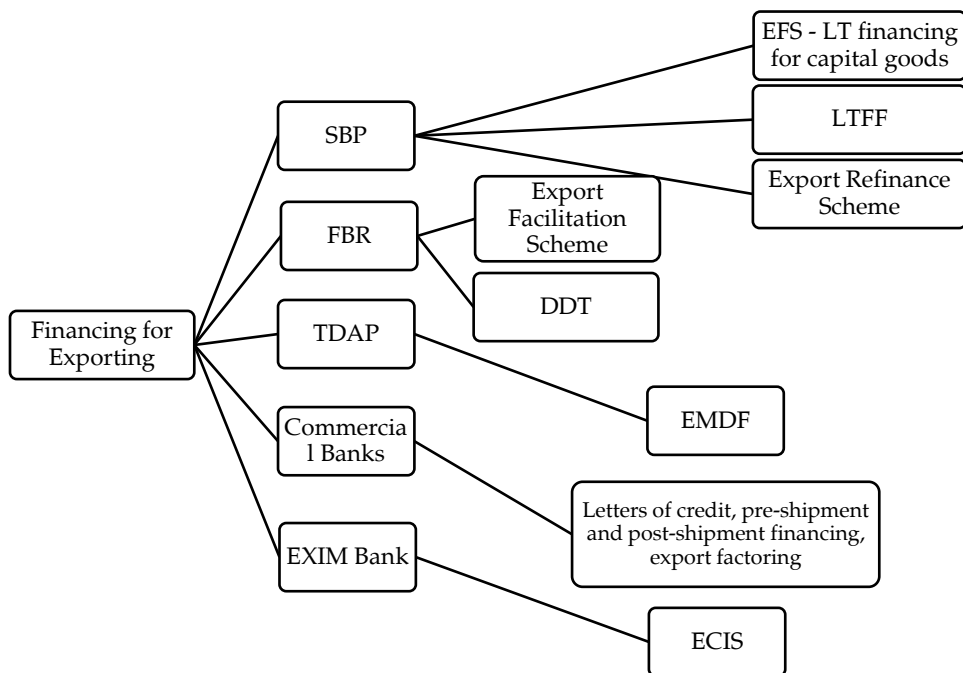 EFS - LT financing
for capital goods
SBP
LTFF
Export Refinance
Scheme
Export
Facilitation
Scheme
FBR
DDT
Financing for
Exporting
TDAP
EMDF
Commercia
l Banks
Letters of credit, pre-shipment
and post-shipment financing,
export factoring
EXIM Bank
ECIS